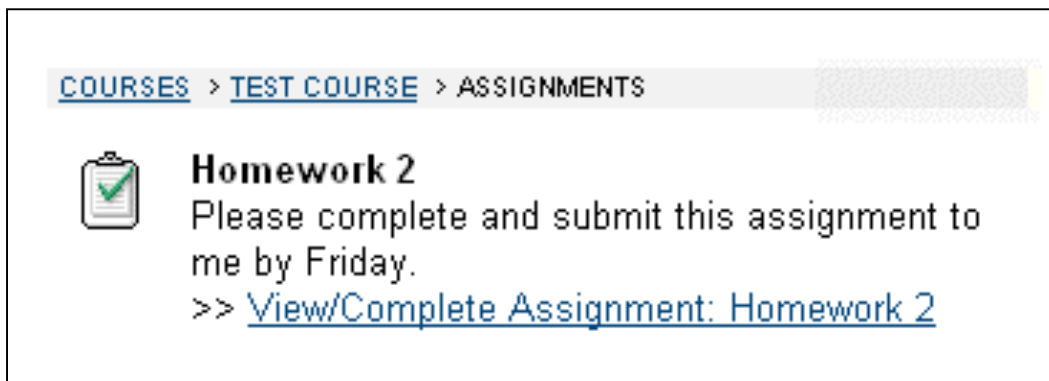 COURSES > TEST COURSE > ASSIGNMENTS
Homework 2
Please complete and submit this assignment to
me by Friday.
>> View/Complete Assignment: Homework 2